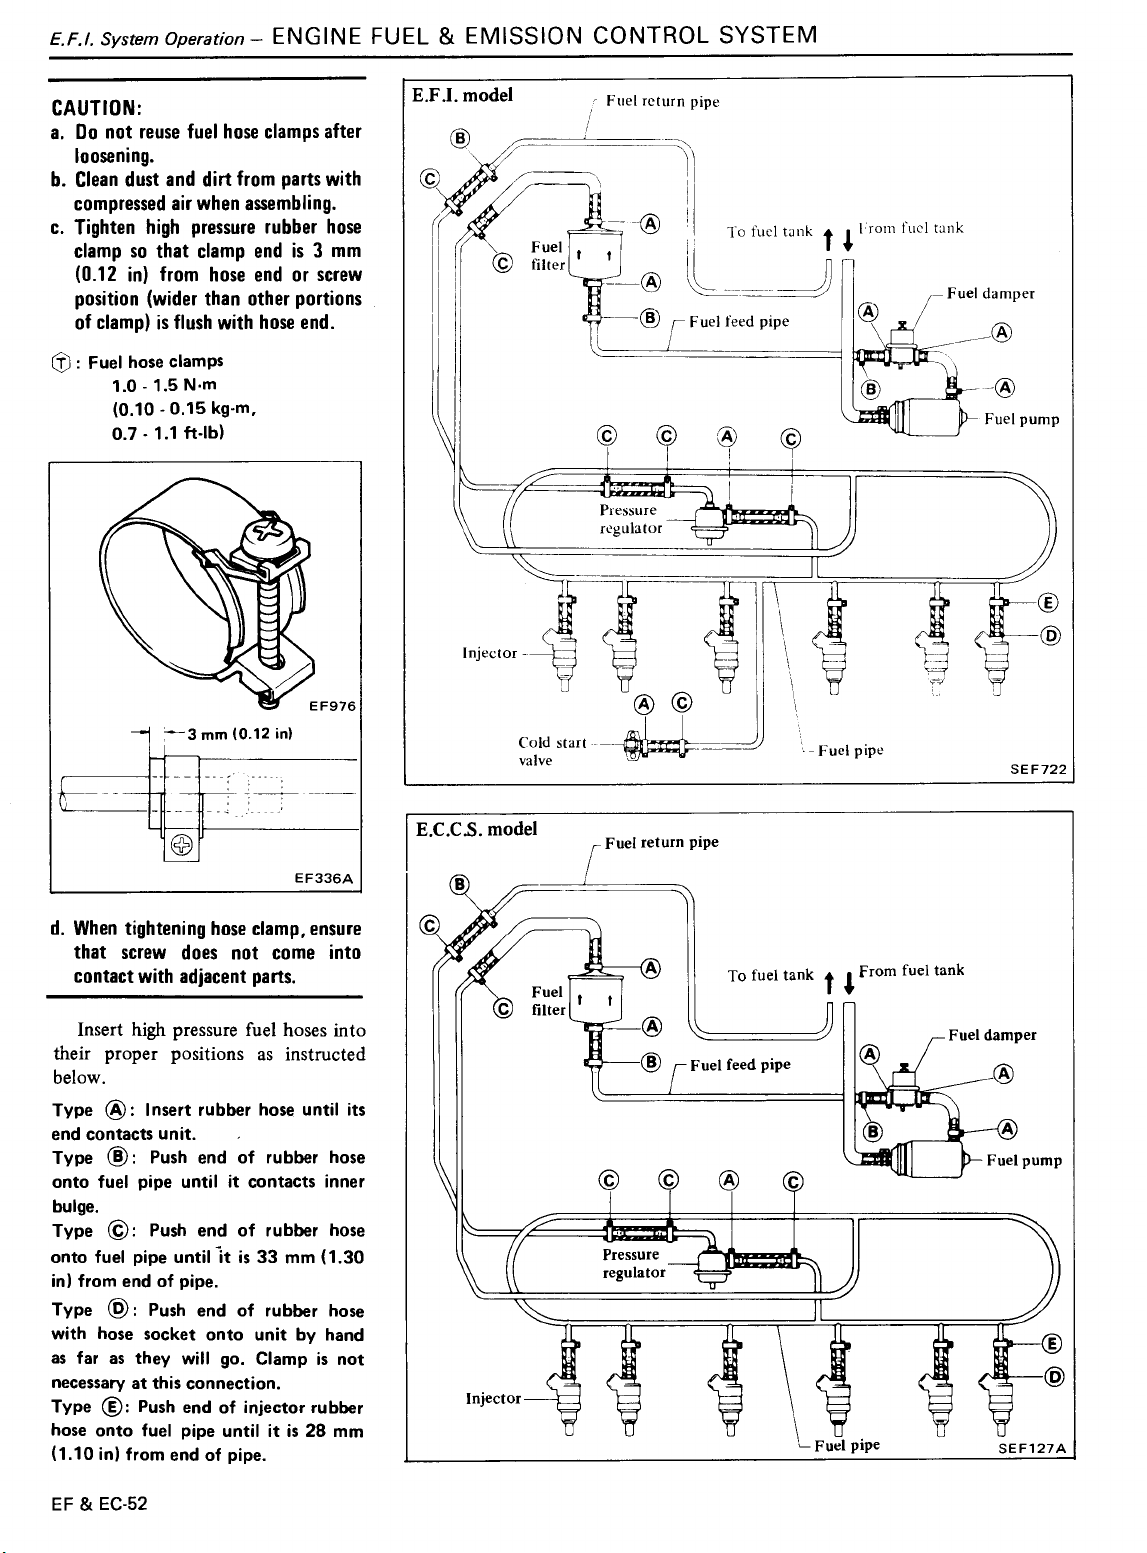 E.F.I. System Operation – ENGINE FUEL & EMISSION CONTROL SYSTEM
CAUTION:
a. Do not reuse fuel hose clamps after
loosening.
b. Clean dust and dirt from parts with
compressed air when assembling.
c. Tighten high pressure rubber hose
clamp so that clamp end is 3 mm
(0.12 in) from hose end or screw
position (wider than other portions
of clamp) is flush with hose end.
Ⓣ : Fuel hose clamps
1.0 - 1.5 N·m
(0.10 - 0.15 kg-m,
0.7 - 1.1 ft-lb)
EF976
3 mm (0.12 in)
EF336A
d. When tightening hose clamp, ensure
that screw does not come into
contact with adjacent parts.
Insert high pressure fuel hoses into
their proper positions as instructed
below.
Type Ⓐ: Insert rubber hose until its
end contacts unit.
Type Ⓑ: Push end of rubber hose
onto fuel pipe until it contacts inner
bulge.
Type Ⓒ: Push end of rubber hose
onto fuel pipe until it is 33 mm (1.30
in) from end of pipe.
Type Ⓓ: Push end of rubber hose
with hose socket onto unit by hand
as far as they will go. Clamp is not
necessary at this connection.
Type Ⓔ: Push end of injector rubber
hose onto fuel pipe until it is 28 mm
(1.10 in) from end of pipe.
E.F.I. model
Fuel return pipe
Ⓑ
Ⓒ
Ⓐ
To fuel tank
From fuel tank
Fuel
filter
Ⓒ
Ⓐ
Fuel damper
Ⓑ
Fuel feed pipe
Ⓐ
Ⓐ
Ⓑ
Ⓐ
Fuel pump
Ⓒ Ⓒ Ⓐ Ⓒ
Pressure
regulator
Ⓔ
Ⓓ
Injector
Ⓐ Ⓒ
Cold start
valve
Fuel pipe
SEF722
E.C.C.S. model
Fuel return pipe
Ⓑ
Ⓒ
Ⓐ
To fuel tank
From fuel tank
Fuel
filter
Ⓒ
Ⓐ
Fuel damper
Ⓑ
Fuel feed pipe
Ⓐ
Ⓐ
Ⓑ
Ⓐ
Fuel pump
Ⓒ Ⓒ Ⓐ Ⓒ
Pressure
regulator
Ⓔ
Ⓓ
Injector
Fuel pipe
SEF127A
EF & EC-52